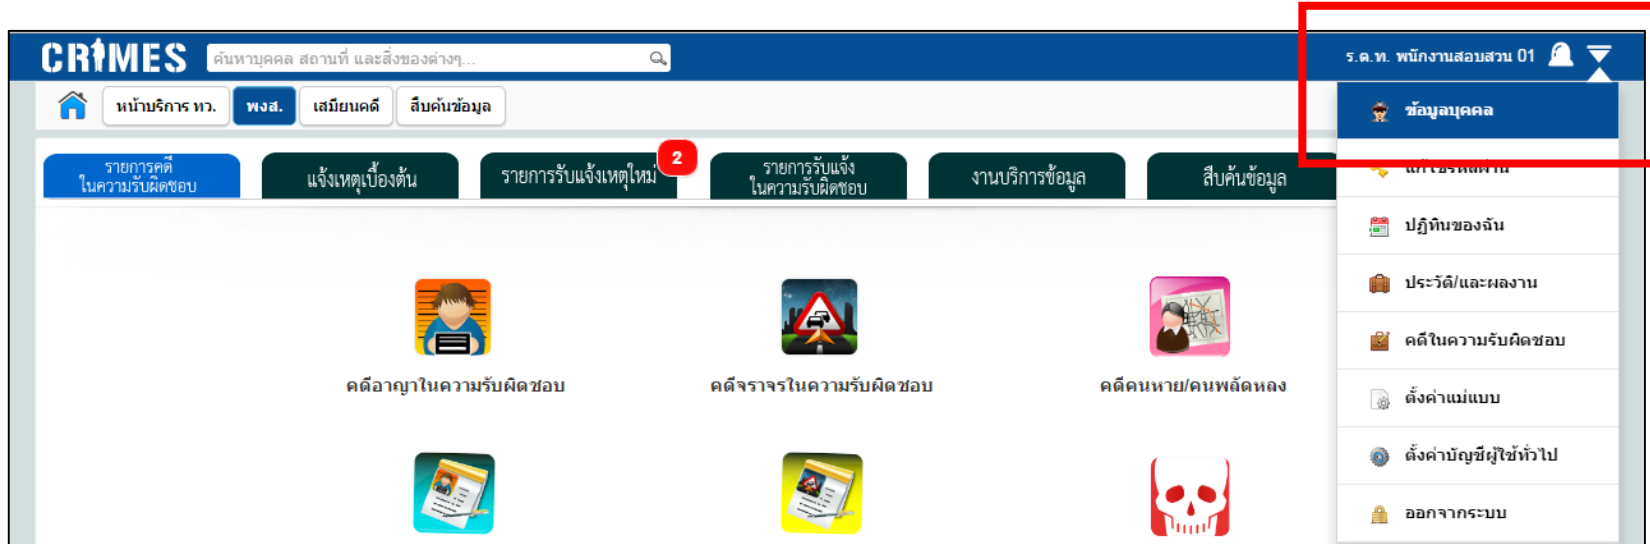 CRIMES
ค้นหาบุคคล สถานที่ และสิ่งของต่างๆ...
ร.ต.ท. พนักงานสอบสวน 01
หน้าบริการ ทว.
พงส.
เสมียนคดี
สืบค้นข้อมูล
รายการคดี
ในความรับผิดชอบ
แจ้งเหตุเบื้องต้น
รายการรับแจ้งเหตุใหม่
2
รายการรับแจ้ง
ในความรับผิดชอบ
งานบริการข้อมูล
สืบค้นข้อมูล
ข้อมูลบุคคล
แก้ไขรหัสผ่าน
ปฏิทินของฉัน
ประวัติ/และผลงาน
คดีในความรับผิดชอบ
ตั้งค่าแม่แบบ
ตั้งค่าบัญชีผู้ใช้ทั่วไป
ออกจากระบบ
คดีอาญาในความรับผิดชอบ
คดีจราจรในความรับผิดชอบ
คดีคนหาย/คนพลัดหลง